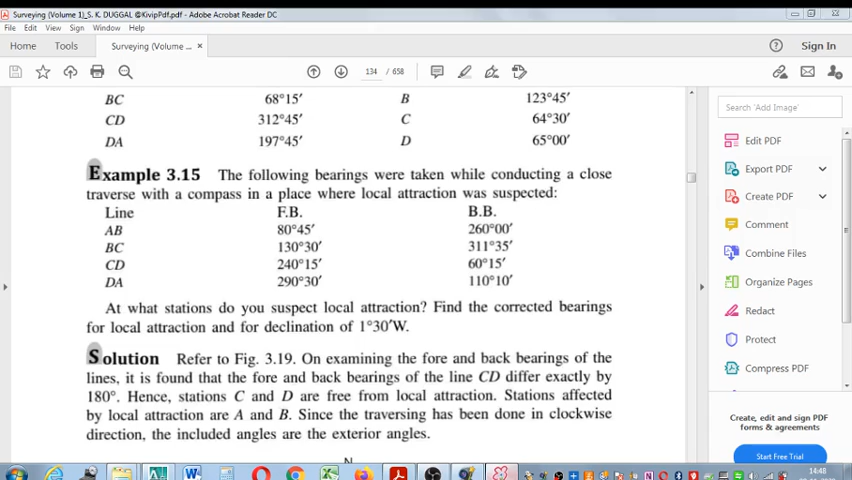 Surveying (Volume 1)_S. K. DUGGAL @KivipPdf.pdf - Adobe Acrobat Reader DC
File Edit View Sign Window Help
Home Tools Surveying (Volume ... × Sign In
134 / 658
BC 68°15′ B 123°45′
CD 312°45′ C 64°30′
DA 197°45′ D 65°00′
Search 'Add Image'
Edit PDF
Export PDF
Create PDF
Comment
Combine Files
Organize Pages
Redact
Protect
Compress PDF
Example 3.15 The following bearings were taken while conducting a close
traverse with a compass in a place where local attraction was suspected:
Line F.B. B.B.
AB 80°45′ 260°00′
BC 130°30′ 311°35′
CD 240°15′ 60°15′
DA 290°30′ 110°10′
At what stations do you suspect local attraction? Find the corrected bearings
for local attraction and for declination of 1°30′W.
Solution Refer to Fig. 3.19. On examining the fore and back bearings of the
lines, it is found that the fore and back bearings of the line CD differ exactly by
180°. Hence, stations C and D are free from local attraction. Stations affected
by local attraction are A and B. Since the traversing has been done in clockwise
direction, the included angles are the exterior angles.
N
Create, edit and sign PDF
forms & agreements
Start Free Trial
14:48